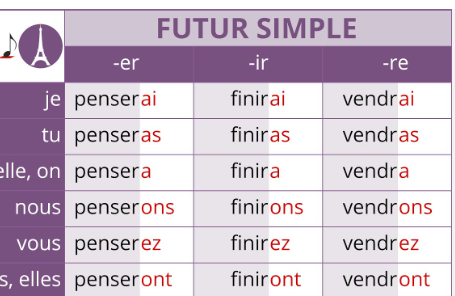 FUTUR SIMPLE
-er -ir -re
je penserai finirai vendrai
tu penseras finiras vendras
elle, on pensera finira vendra
nous penserons finirons vendrons
vous penserez finirez vendrez
elles penseront finiront vendront